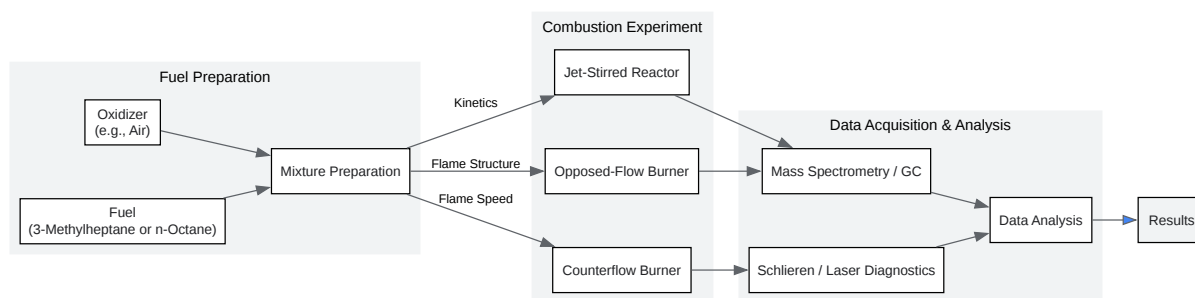 Fuel Preparation
Oxidizer
(e.g., Air)
Fuel
(3-Methylheptane or n-Octane)
Mixture Preparation
Kinetics
Flame Structure
Flame Speed
Combustion Experiment
Jet-Stirred Reactor
Opposed-Flow Burner
Counterflow Burner
Data Acquisition & Analysis
Mass Spectrometry / GC
Schlieren / Laser Diagnostics
Data Analysis
Results